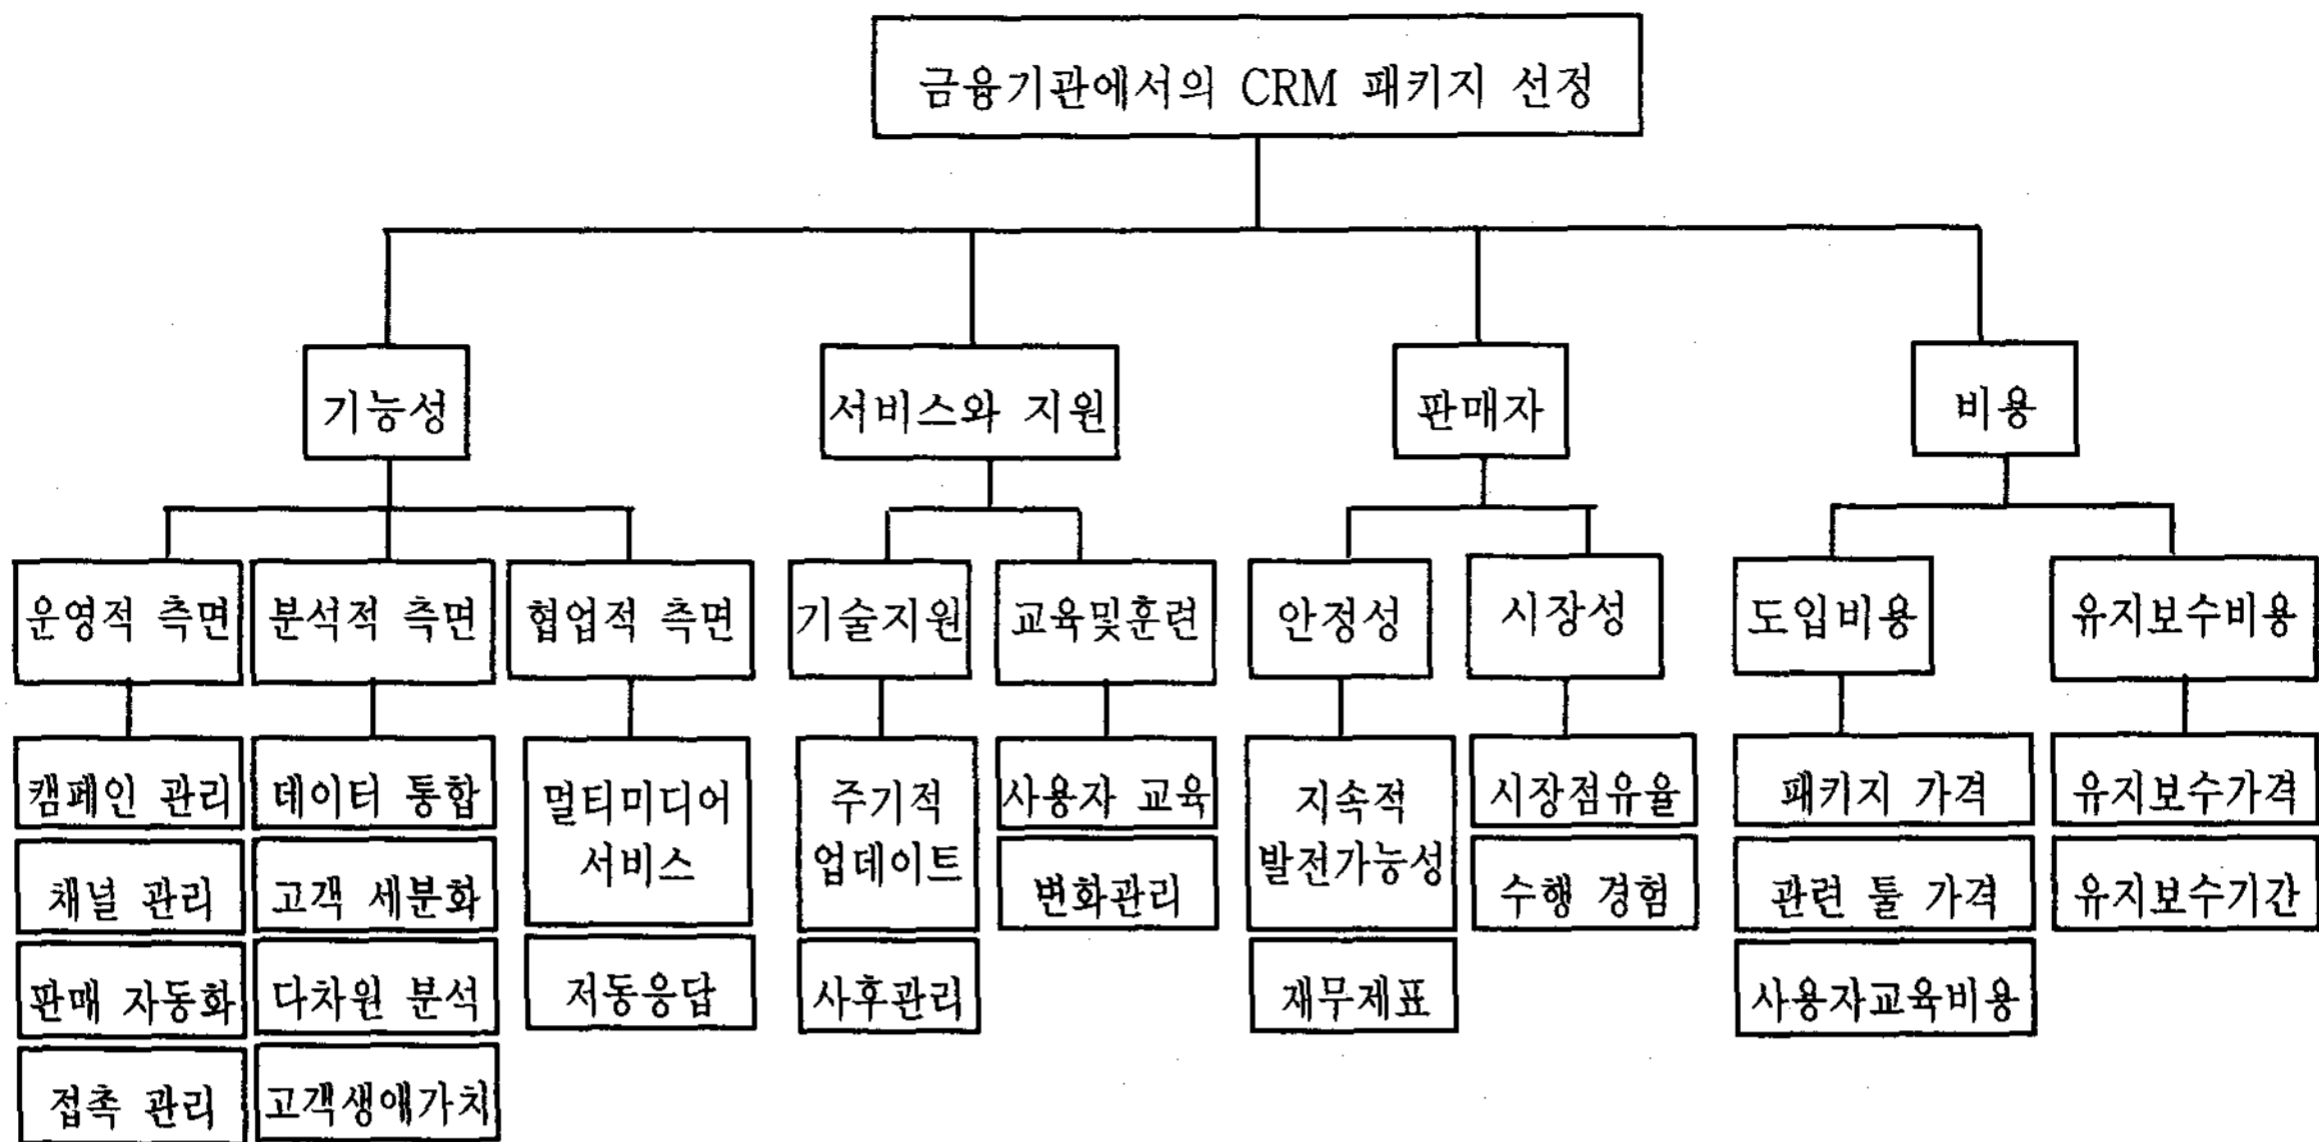 금융기관에서의 CRM 패키지 선정
기능성
서비스와 지원
판매자
비용
운영적 측면
분석적 측면
협업적 측면
기술지원
교육및훈련
안정성
시장성
도입비용
유지보수비용
캠페인 관리
채널 관리
판매 자동화
접촉 관리
데이터 통합
고객 세분화
다차원 분석
고객생애가치
멀티미디어
서비스
저동응답
주기적
업데이트
사후관리
사용자 교육
변화관리
지속적
발전가능성
재무제표
시장점유율
수행 경험
패키지 가격
관련 툴 가격
사용자교육비용
유지보수가격
유지보수기간